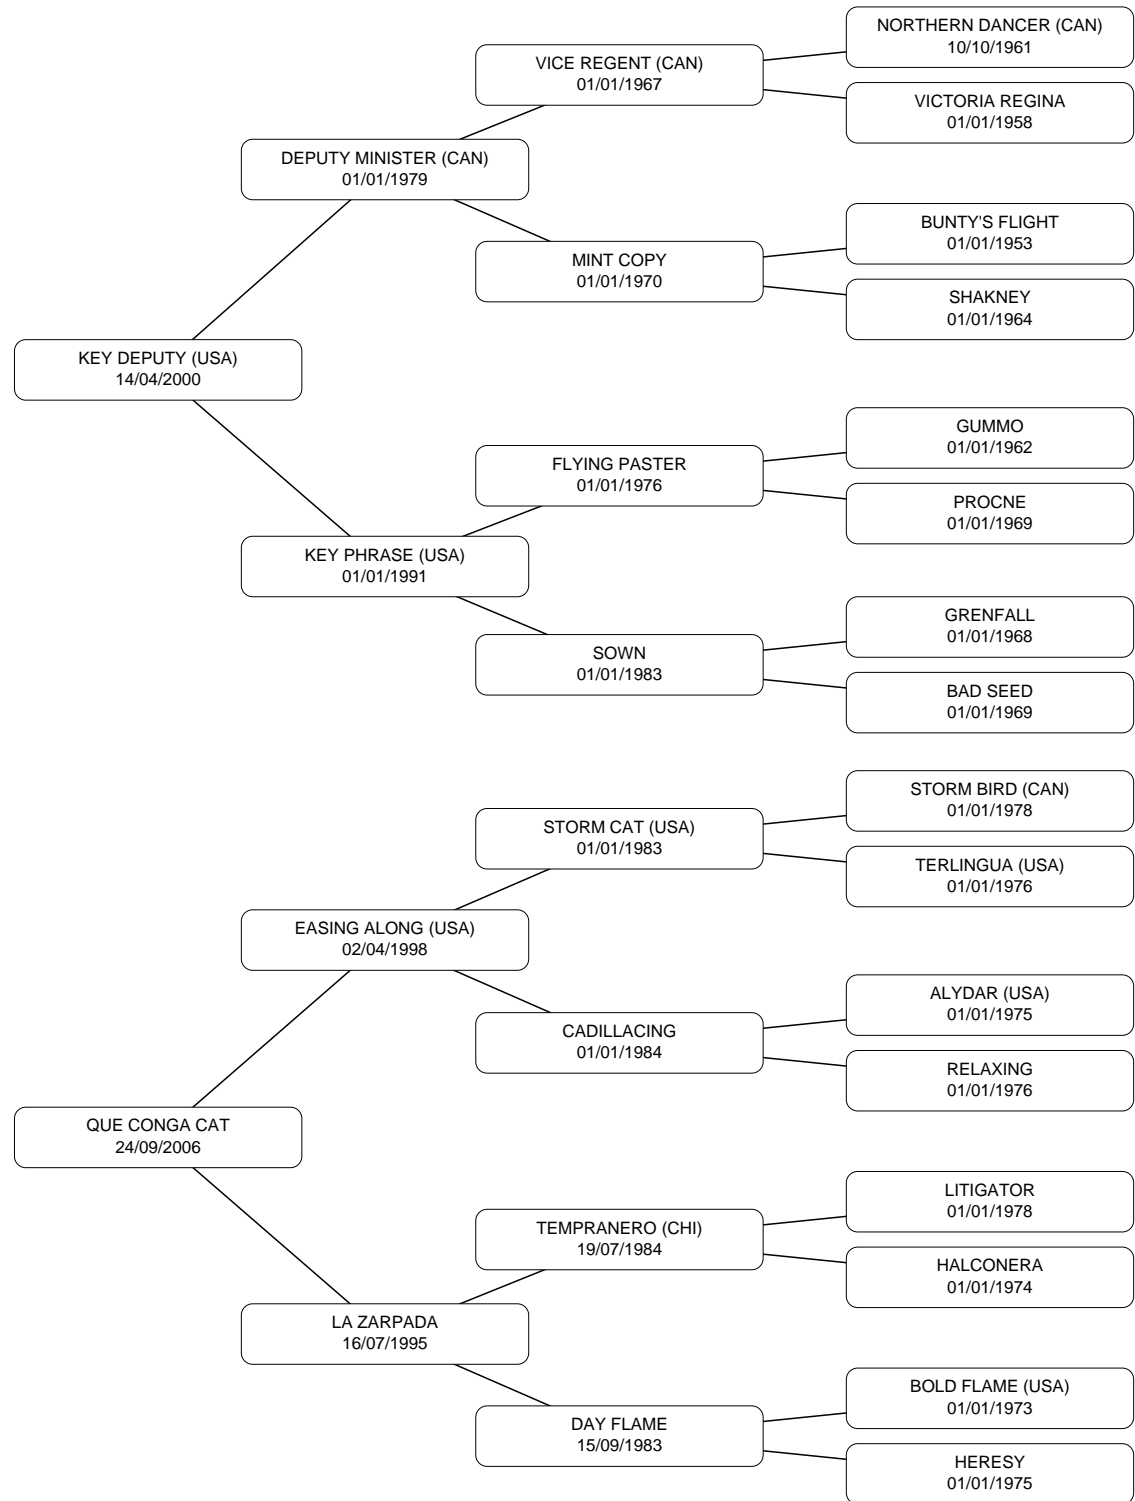 NORTHERN DANCER (CAN)
10/10/1961
VICE REGENT (CAN)
01/01/1967
VICTORIA REGINA
01/01/1958
DEPUTY MINISTER (CAN)
01/01/1979
BUNTY'S FLIGHT
01/01/1953
MINT COPY
01/01/1970
SHAKNEY
01/01/1964
KEY DEPUTY (USA)
14/04/2000
GUMMO
01/01/1962
FLYING PASTER
01/01/1976
PROCNE
01/01/1969
KEY PHRASE (USA)
01/01/1991
GRENFALL
01/01/1968
SOWN
01/01/1983
BAD SEED
01/01/1969
STORM BIRD (CAN)
01/01/1978
STORM CAT (USA)
01/01/1983
TERLINGUA (USA)
01/01/1976
EASING ALONG (USA)
02/04/1998
ALYDAR (USA)
01/01/1975
CADILLACING
01/01/1984
RELAXING
01/01/1976
QUE CONGA CAT
24/09/2006
LITIGATOR
01/01/1978
TEMPRANERO (CHI)
19/07/1984
HALCONERA
01/01/1974
LA ZARPADA
16/07/1995
BOLD FLAME (USA)
01/01/1973
DAY FLAME
15/09/1983
HERESY
01/01/1975